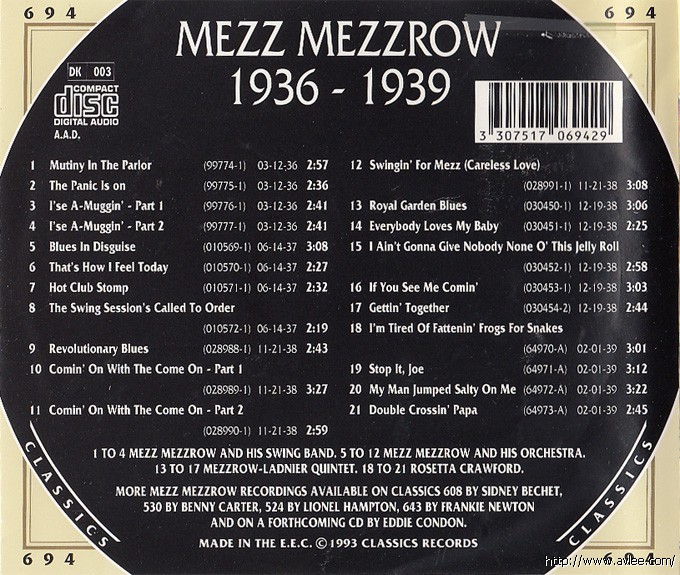 694
694
MEZZ MEZZROW
1936 - 1939
DK 003
COMPACT
disc
DIGITAL AUDIO
A.A.D.
3 307517 069429
1 Mutiny In The Parlor (99774-1) 03-12-36 2:57
2 The Panic Is on (99775-1) 03-12-36 2:36
3 I'se A-Muggin' - Part 1 (99776-1) 03-12-36 2:41
4 I'se A-Muggin' - Part 2 (99777-1) 03-12-36 2:41
5 Blues In Disguise (010569-1) 06-14-37 3:08
6 That's How I Feel Today (010570-1) 06-14-37 2:27
7 Hot Club Stomp (010571-1) 06-14-37 2:32
8 The Swing Session's Called To Order
(010572-1) 06-14-37 2:19
9 Revolutionary Blues (028988-1) 11-21-38 2:43
10 Comin' On With The Come On - Part 1
(028989-1) 11-21-38 3:27
11 Comin' On With The Come On - Part 2
(028990-1) 11-21-38 2:59
12 Swingin' For Mezz (Careless Love)
(028991-1) 11-21-38 3:08
13 Royal Garden Blues (030450-1) 12-19-38 3:06
14 Everybody Loves My Baby (030451-1) 12-19-38 2:25
15 I Ain't Gonna Give Nobody None O' This Jelly Roll
(030452-1) 12-19-38 2:58
16 If You See Me Comin' (030453-1) 12-19-38 3:03
17 Gettin' Together (030454-2) 12-19-38 2:44
18 I'm Tired Of Fattenin' Frogs For Snakes
(64970-A) 02-01-39 3:01
19 Stop It, Joe (64971-A) 02-01-39 3:12
20 My Man Jumped Salty On Me (64972-A) 02-01-39 3:22
21 Double Crossin' Papa (64973-A) 02-01-39 2:45
1 TO 4 MEZZ MEZZROW AND HIS SWING BAND. 5 TO 12 MEZZ MEZZROW AND HIS ORCHESTRA.
13 TO 17 MEZZROW-LADNIER QUINTET. 18 TO 21 ROSETTA CRAWFORD.
MORE MEZZ MEZZROW RECORDINGS AVAILABLE ON CLASSICS 608 BY SIDNEY BECHET,
530 BY BENNY CARTER, 524 BY LIONEL HAMPTON, 643 BY FRANKIE NEWTON
AND ON A FORTHCOMING CD BY EDDIE CONDON.
MADE IN THE E.E.C. © 1993 CLASSICS RECORDS
CLASSICS
CLASSICS
694
694
http://www.avlee.com/